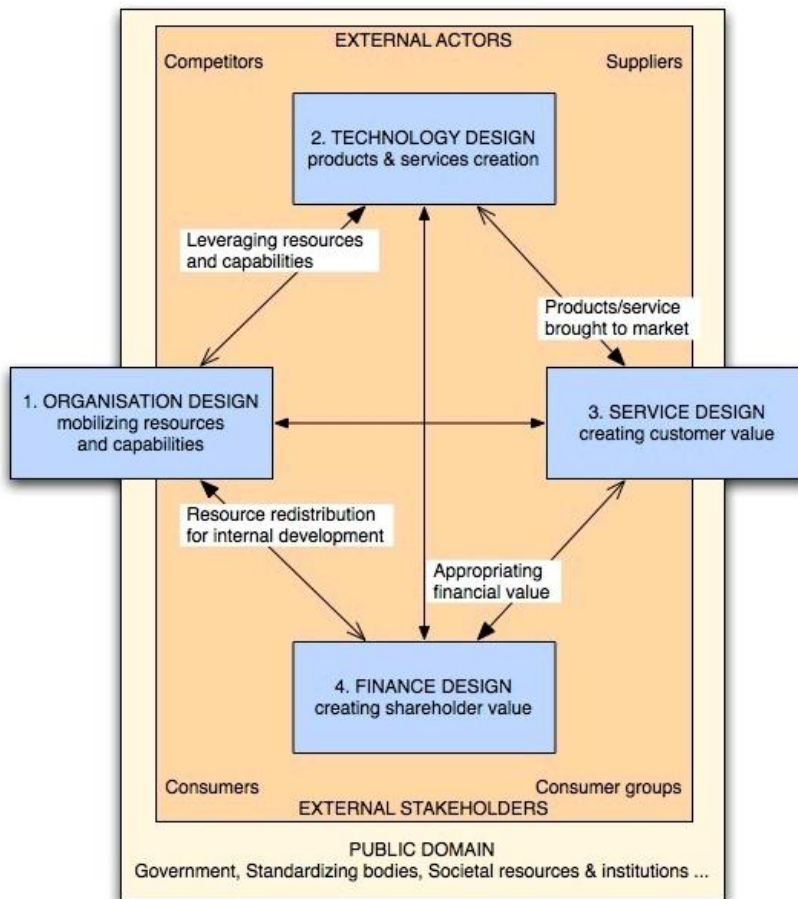 EXTERNAL ACTORS
Competitors
Suppliers
2. TECHNOLOGY DESIGN
products & services creation
Leveraging resources
and capabilities
Products/service
brought to market
1. ORGANISATION DESIGN
mobilizing resources
and capabilities
3. SERVICE DESIGN
creating customer value
Resource redistribution
for internal development
Appropriating
financial value
4. FINANCE DESIGN
creating shareholder value
Consumers
Consumer groups
EXTERNAL STAKEHOLDERS
PUBLIC DOMAIN
Government, Standardizing bodies, Societal resources & institutions ...